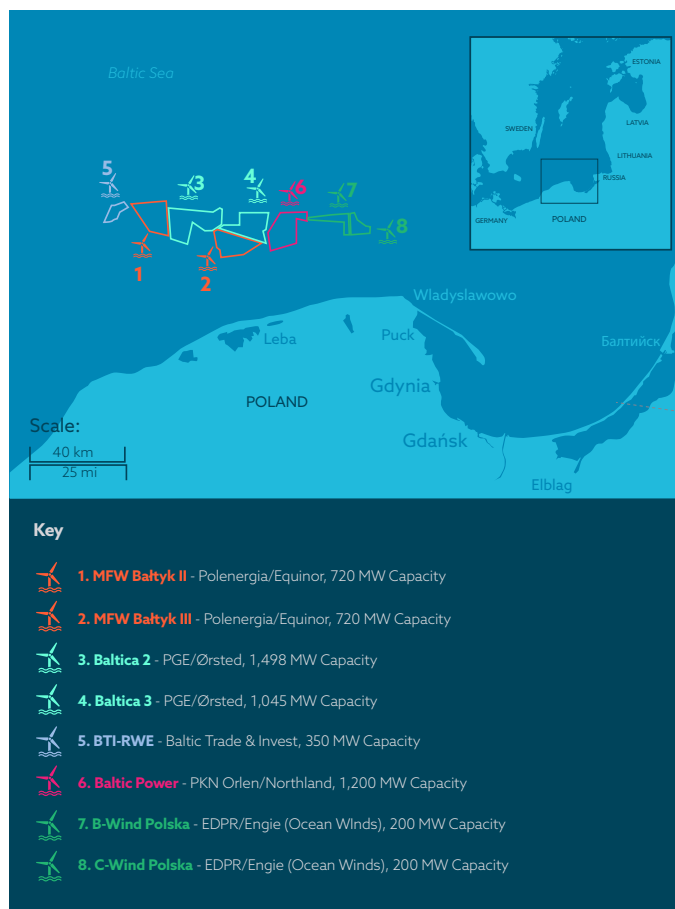 Baltic Sea
ESTONIA
SWEDEN
LATVIA
LITHUANIA
RUSSIA
GERMANY
POLAND
5
3
4
6
7
8
1
2
Wladyslawowo
Leba
Puck
Балтийск
Gdynia
POLAND
Gdańsk
Elblag
Scale:
40 km
25 mi
Key
1. MFW Bałtyk II - Polenergia/Equinor, 720 MW Capacity
2. MFW Bałtyk III - Polenergia/Equinor, 720 MW Capacity
3. Baltica 2 - PGE/Ørsted, 1,498 MW Capacity
4. Baltica 3 - PGE/Ørsted, 1,045 MW Capacity
5. BTI-RWE - Baltic Trade & Invest, 350 MW Capacity
6. Baltic Power - PKN Orlen/Northland, 1,200 MW Capacity
7. B-Wind Polska - EDPR/Engie (Ocean WInds), 200 MW Capacity
8. C-Wind Polska - EDPR/Engie (Ocean Winds), 200 MW Capacity